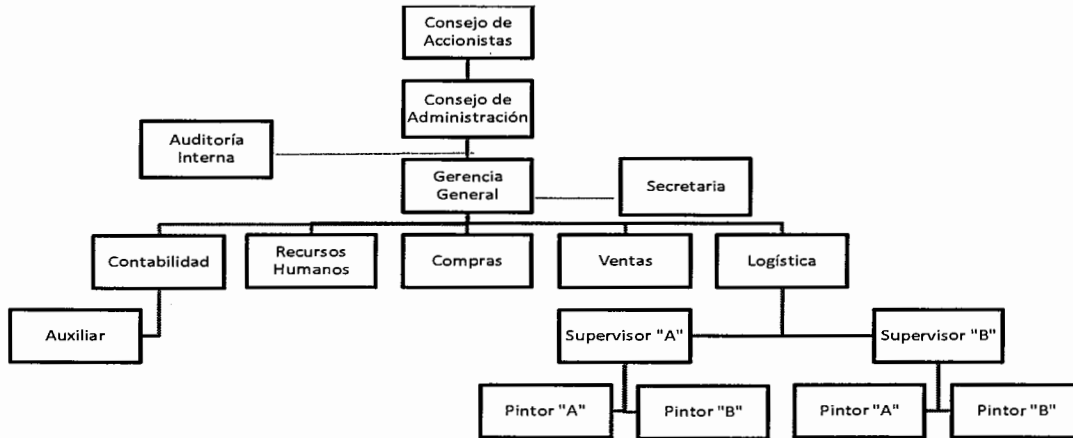 Consejo de
Accionistas
Consejo de
Administración
Auditoría
Interna
Gerencia
General
Secretaria
Contabilidad
Recursos
Humanos
Compras
Ventas
Logística
Auxiliar
Supervisor "A"
Supervisor "B"
Pintor "A"
Pintor "B"
Pintor "A"
Pintor "B"